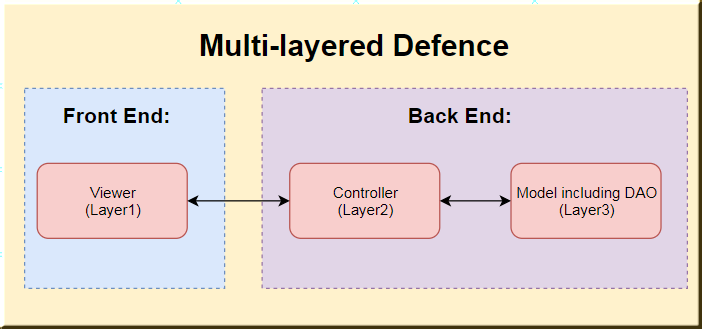 Multi-layered Defence
Front End:
Back End:
Viewer
(Layer1)
Controller
(Layer2)
Model including DAO
(Layer3)